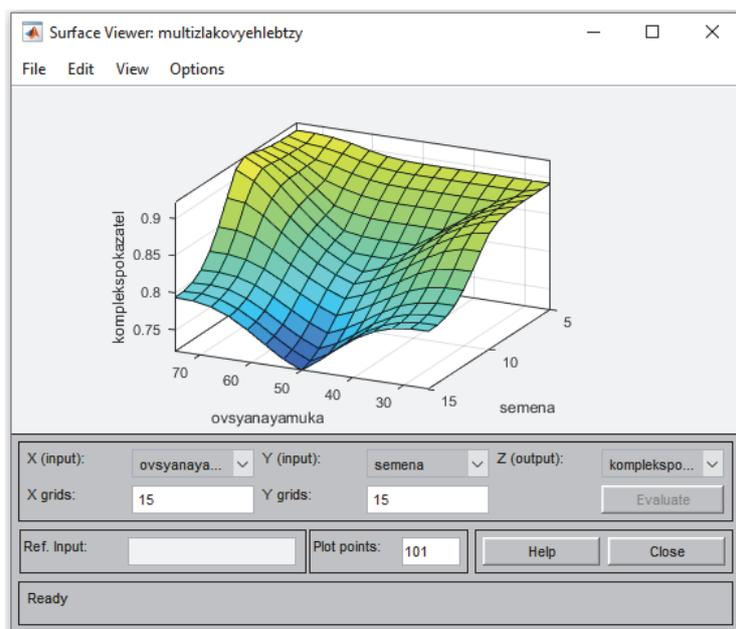 Surface Viewer: multizlakovyehlebtzy
File Edit View Options
0.9
0.85
0.8
0.75
komplekspokazatel
70
60
50
40
30
ovsyanayamuka
5
10
15
semena
X (input): ovsyanaya... Y (input): semena Z (output): komplekspo...
X grids: 15 Y grids: 15 Evaluate
Ref. Input: Plot points: 101 Help Close
Ready